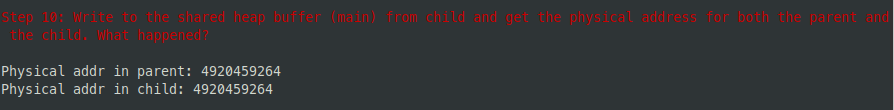 Step 10: Write to the shared heap buffer (main) from child and get the physical address for both the parent and
the child. What happened?
Physical addr in parent: 4920459264
Physical addr in child: 4920459264